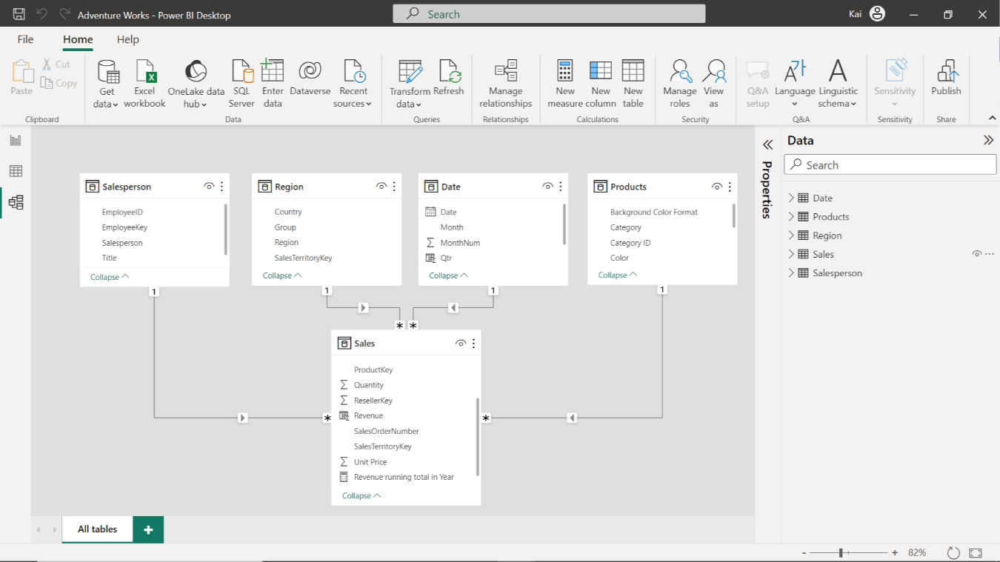 Adventure Works - Power BI Desktop
Search
Kai
File
Home
Help
Paste
Cut
Copy
Clipboard
Get data
Excel workbook
OneLake data hub
SQL Server
Enter data
Dataverse
Recent sources
Data
Transform data
Refresh
Queries
Manage relationships
Relationships
New measure
New column
New table
Calculations
Manage roles
View as
Security
Q&A setup
Language
Linguistic schema
Q&A
Sensitivity
Sensitivity
Publish
Share
Salesperson
EmployeeID
EmployeeKey
Salesperson
Title
Collapse
1
Region
Country
Group
Region
SalesTerritoryKey
Collapse
1
Date
Date
Month
MonthNum
Qtr
Collapse
1
Products
Background Color Format
Category
Category ID
Color
Collapse
1
* *
Sales
ProductKey
Quantity
ResellerKey
Revenue
SalesOrderNumber
SalesTerritoryKey
Unit Price
Revenue running total in Year
Collapse
*
*
Properties
Data
Search
Date
Products
Region
Sales
Salesperson
All tables
+
- + 82%